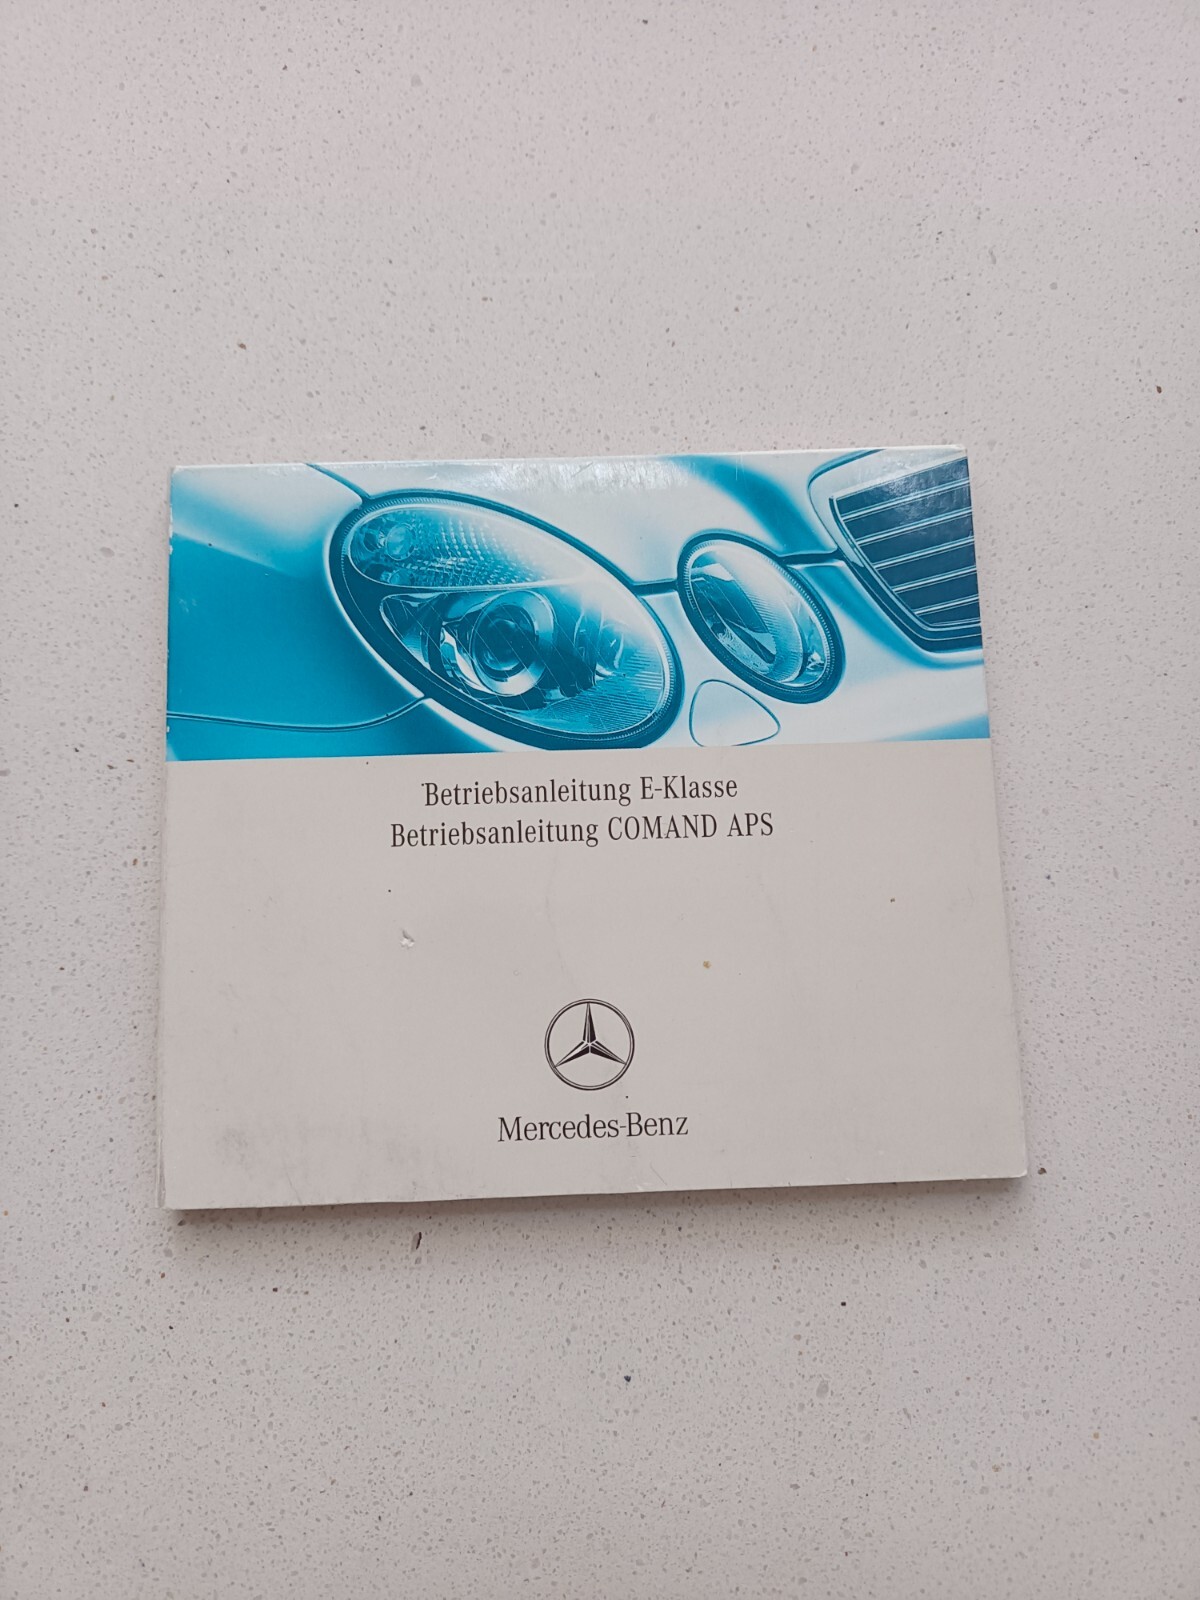 Betriebsanleitung E-Klasse
Betriebsanleitung COMAND APS
Mercedes-Benz